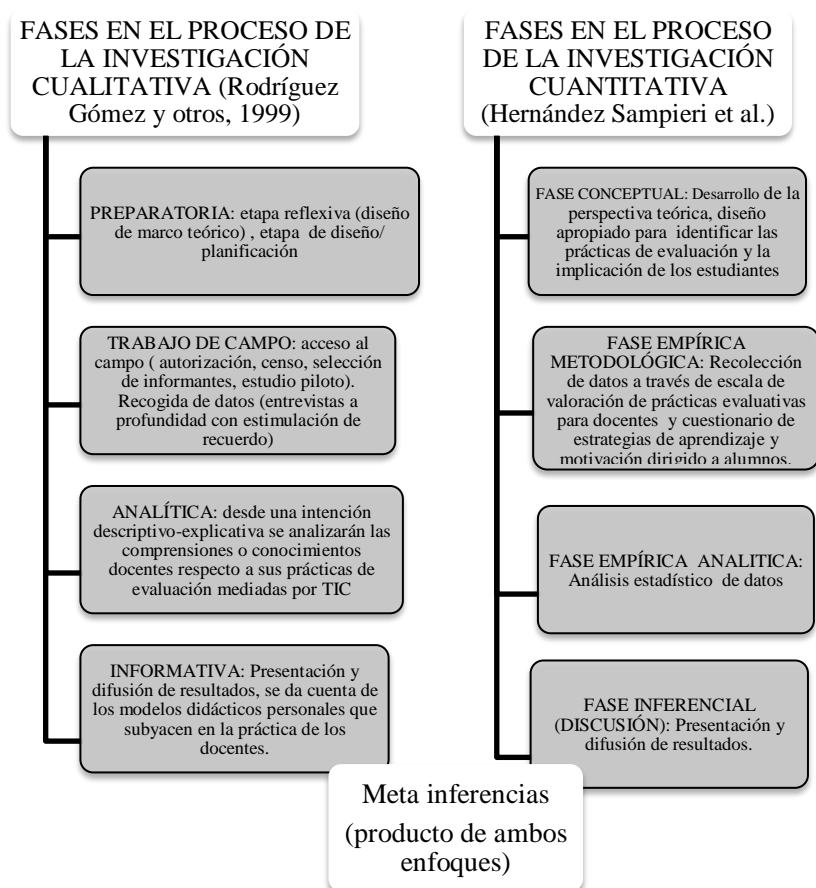 FASES EN EL PROCESO DE
LA INVESTIGACIÓN
CUALITATIVA (Rodríguez
Gómez y otros, 1999)
PREPARATORIA: etapa reflexiva (diseño
de marco teórico) , etapa de diseño/
planificación
TRABAJO DE CAMPO: acceso al
campo ( autorización, censo, selección
de informantes, estudio piloto).
Recogida de datos (entrevistas a
profundidad con estimulación de
recuerdo)
ANALÍTICA: desde una intención
descriptivo-explicativa se analizarán las
comprensiones o conocimientos
docentes respecto a sus prácticas de
evaluación mediadas por TIC
INFORMATIVA: Presentación y
difusión de resultados, se da cuenta de
los modelos didácticos personales que
subyacen en la práctica de los
docentes.
FASES EN EL PROCESO
DE LA INVESTIGACIÓN
CUANTITATIVA
(Hernández Sampieri et al.)
FASE CONCEPTUAL: Desarrollo de la
perspectiva teórica, diseño
apropiado para identificar las
prácticas de evaluación y la
implicación de los estudiantes
FASE EMPÍRICA
METODOLÓGICA: Recolección
de datos a través de escala de
valoración de prácticas evaluativas
para docentes y cuestionario de
estrategias de aprendizaje y
motivación dirigido a alumnos.
FASE EMPÍRICA ANALITICA:
Análisis estadístico de datos
FASE INFERENCIAL
(DISCUSIÓN): Presentación y
difusión de resultados.
Meta inferencias
(producto de ambos
enfoques)